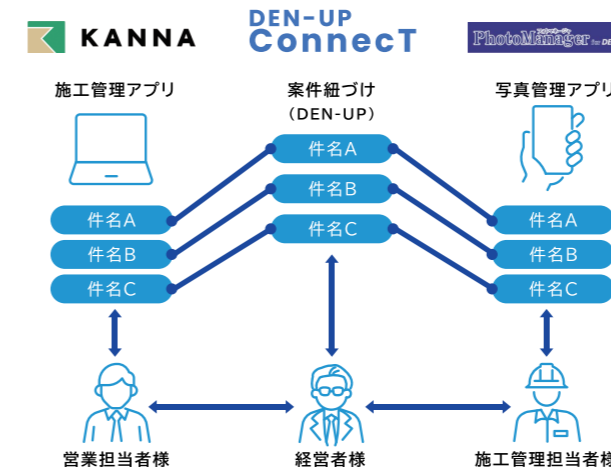 KANNA
DEN-UP
ConnecT
PhotoManager for
施工管理アプリ
案件紐づけ
(DEN-UP)
写真管理アプリ
件名A
件名B
件名C
件名A
件名B
件名C
件名A
件名B
件名C
営業担当者様
経営者様
施工管理担当者様